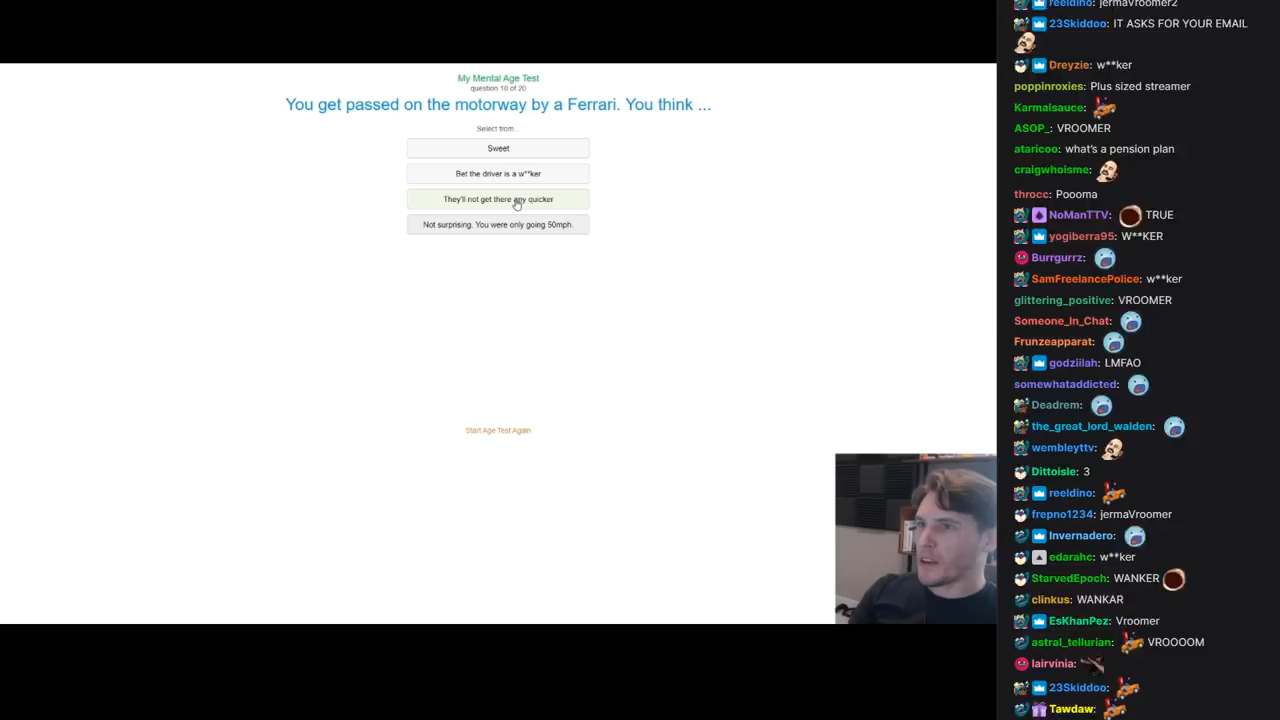 My Mental Age Test
question 10 of 20
You get passed on the motorway by a Ferrari. You think ...
Select from...
Sweet
Bet the driver is a w**ker
They'll not get there any quicker
Not surprising. You were only going 50mph.
Start Age Test Again
reeldino: jermaVroomer2
23Skiddoo: IT ASKS FOR YOUR EMAIL
Dreyzie: w**ker
poppinroxies: Plus sized streamer
Karmalsauce:
ASOP_: VROOMER
ataricoo: what's a pension plan
craigwhoisme:
throcc: Poooma
NoManTTV: TRUE
yogiberra95: W**KER
Burrgurrz:
SamFreelancePolice: w**ker
glittering_positive: VROOMER
Someone_In_Chat:
Frunzeapparat:
godziilah: LMFAO
somewhataddicted:
Deadrem:
the_great_lord_walden:
wembleyttv:
Dittoisle: 3
reeldino:
frepno1234: jermaVroomer
Invernadero:
edarahc: w**ker
StarvedEpoch: WANKER
clinkus: WANKAR
EsKhanPez: Vroomer
astral_tellurian: VROOOOM
lairvinia:
23Skiddoo:
Tawdaw: